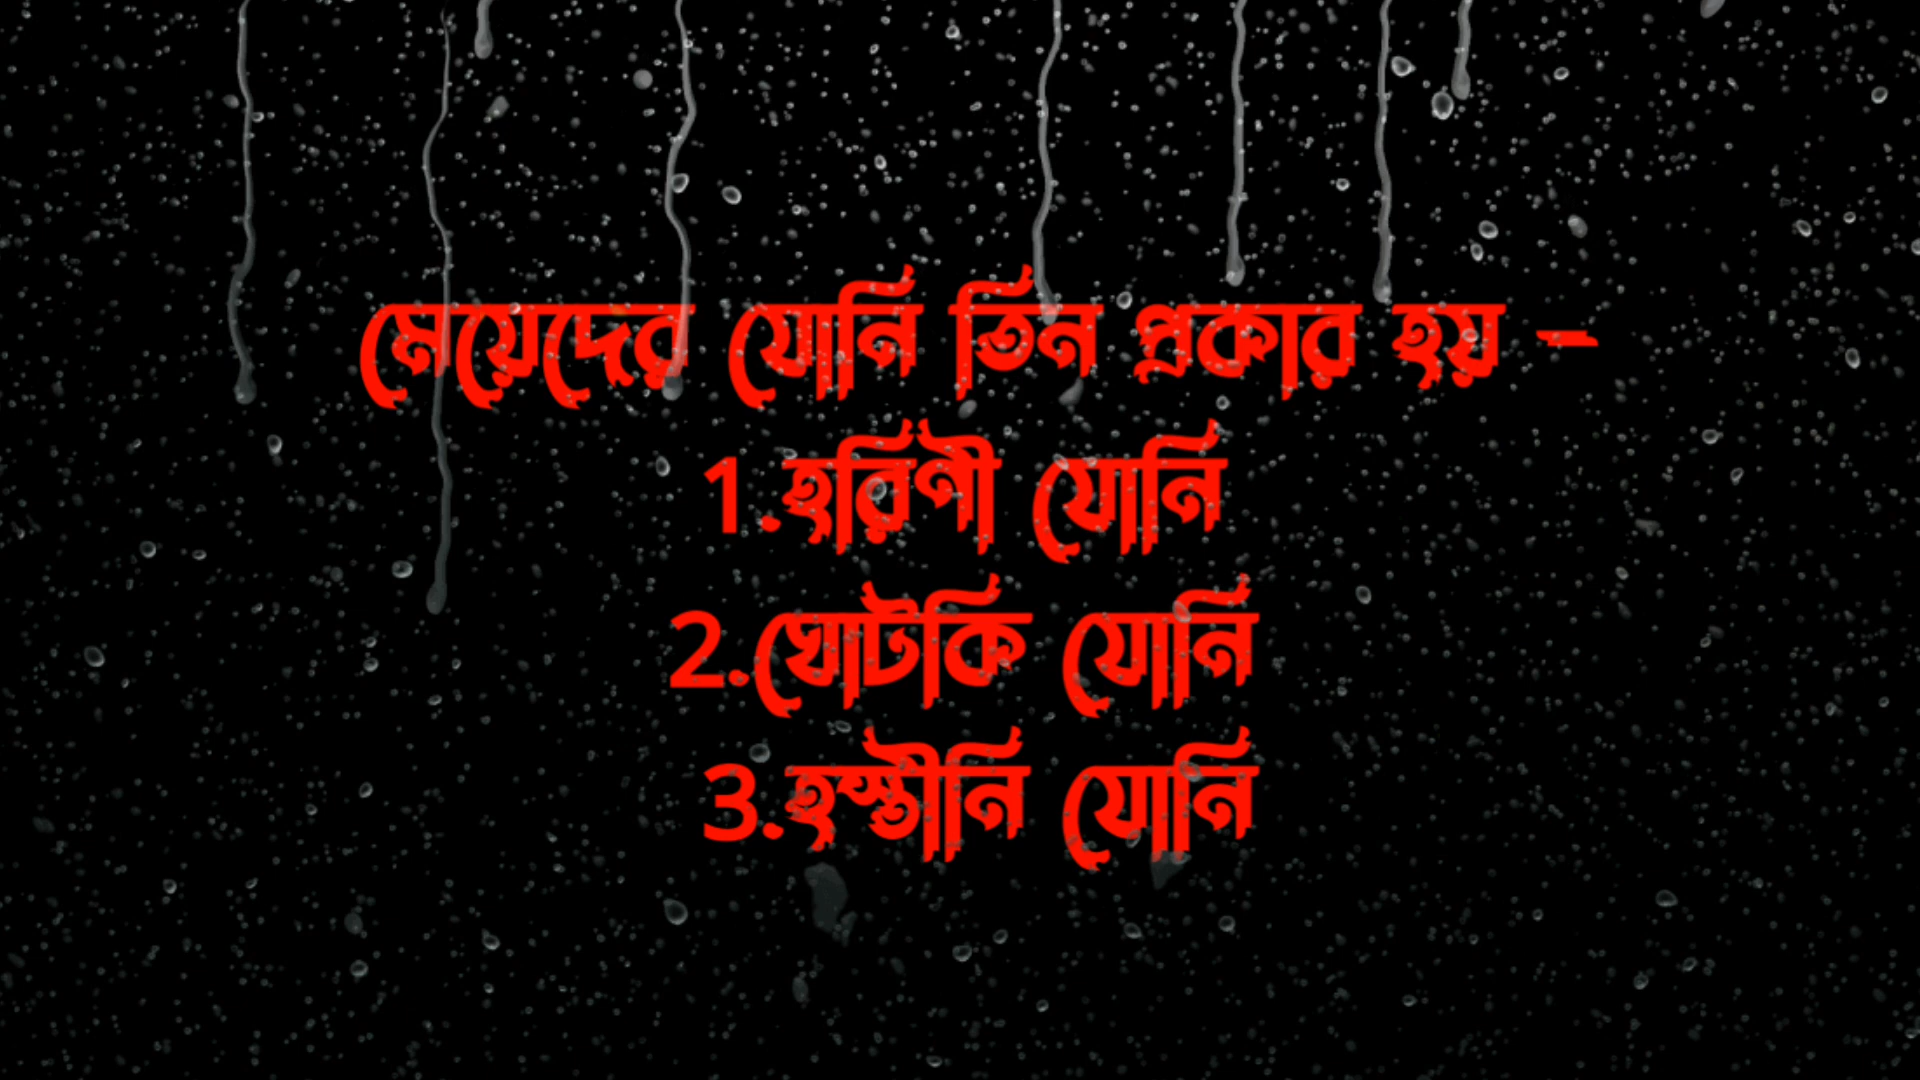 মেয়েদের যোনি তিন প্রকার হয় –
1.হরিণী যোনি
2.ঘোটকি যোনি
3.হস্তীনি যোনি